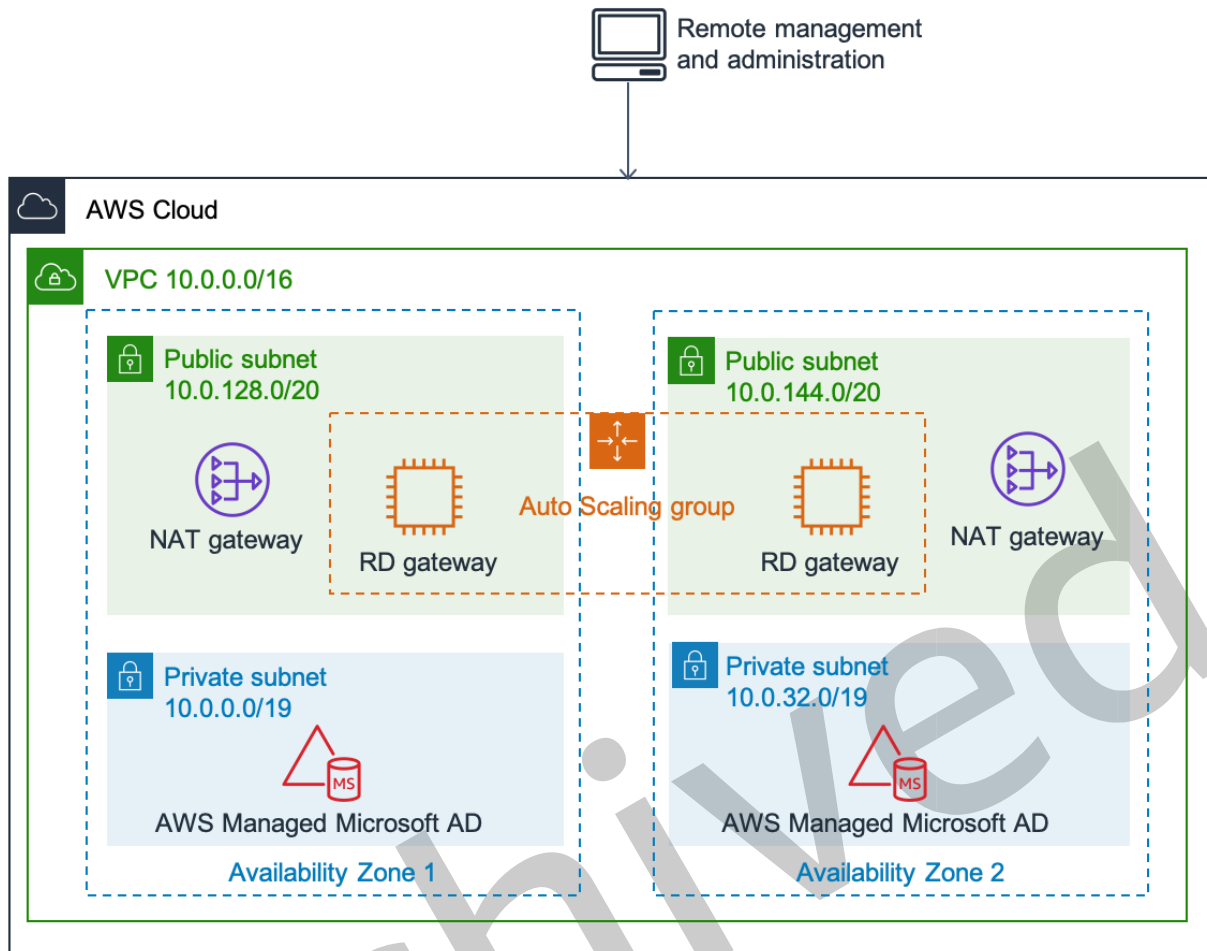 Remote management
and administration
AWS Cloud
VPC 10.0.0.0/16
Public subnet
10.0.128.0/20
Public subnet
10.0.144.0/20
NAT gateway
RD gateway
Auto Scaling group
RD gateway
NAT gateway
Private subnet
10.0.0.0/19
MS
AWS Managed Microsoft AD
Availability Zone 1
Private subnet
10.0.32.0/19
MS
AWS Managed Microsoft AD
Availability Zone 2